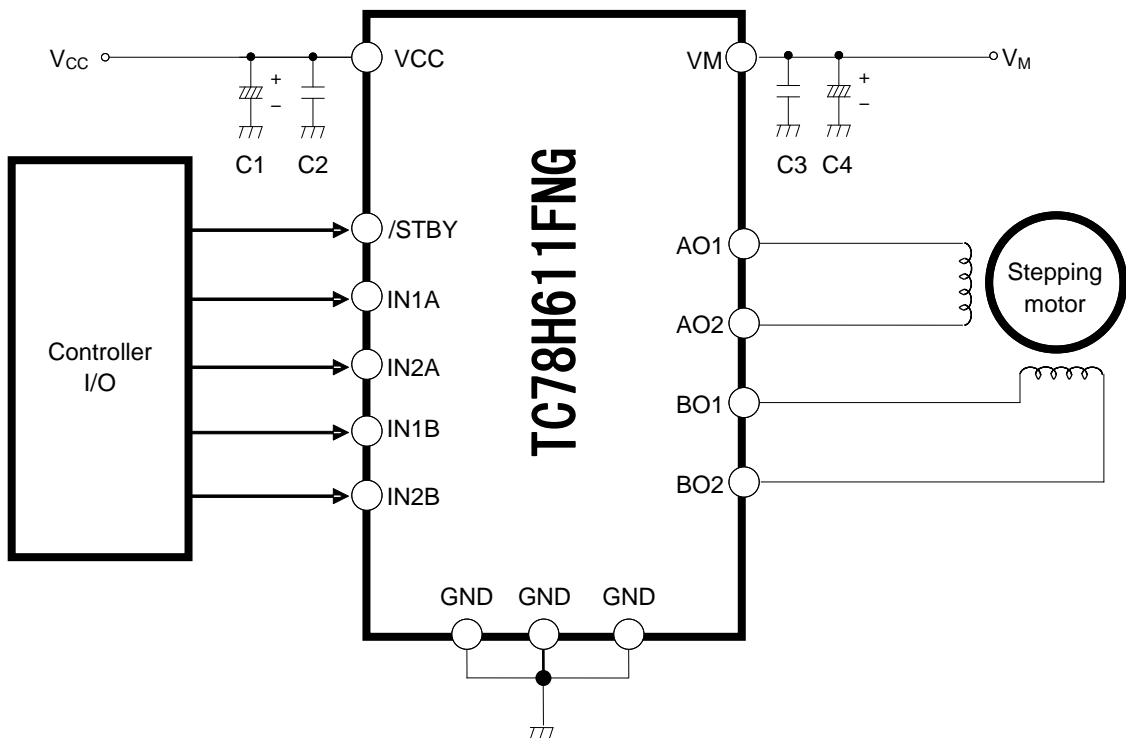 VCC
VCC
VM
VM
+
−
+
−
C1
C2
C3
C4
TC78H611FNG
Controller
I/O
/STBY
IN1A
IN2A
IN1B
IN2B
AO1
AO2
BO1
BO2
Stepping
motor
GND
GND
GND